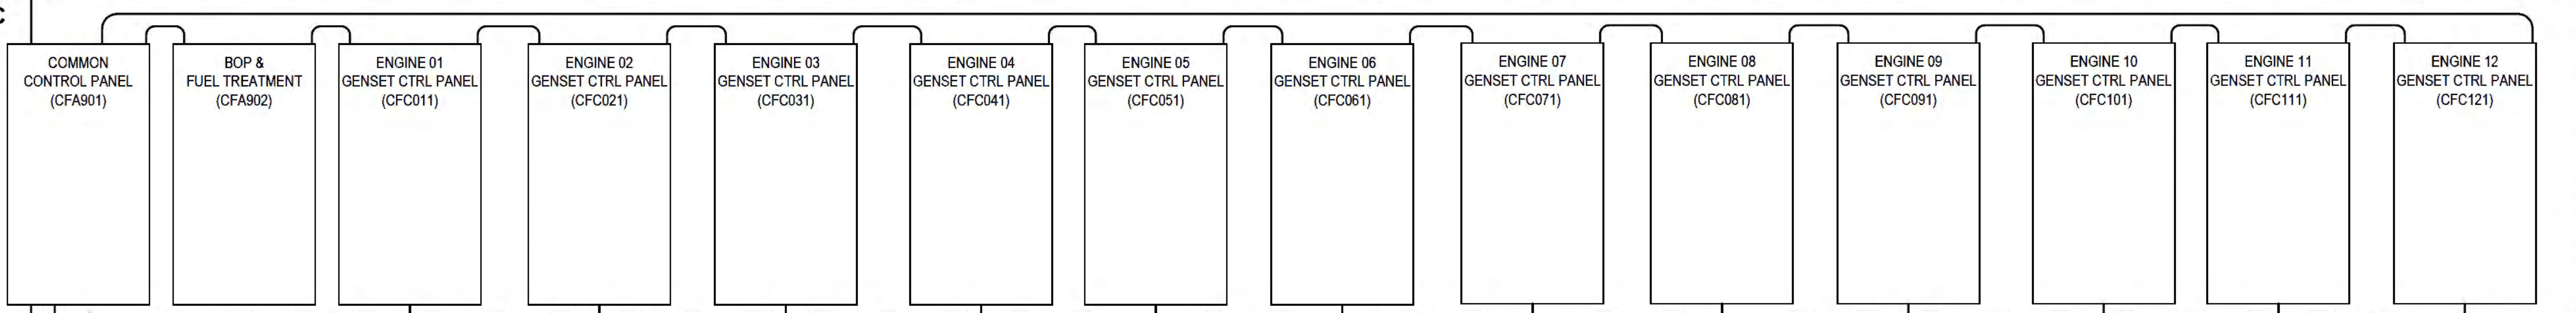 C
COMMON
CONTROL PANEL
(CFA901)
BOP &
FUEL TREATMENT
(CFA902)
ENGINE 01
GENSET CTRL PANEL
(CFC011)
ENGINE 02
GENSET CTRL PANEL
(CFC021)
ENGINE 03
GENSET CTRL PANEL
(CFC031)
ENGINE 04
GENSET CTRL PANEL
(CFC041)
ENGINE 05
GENSET CTRL PANEL
(CFC051)
ENGINE 06
GENSET CTRL PANEL
(CFC061)
ENGINE 07
GENSET CTRL PANEL
(CFC071)
ENGINE 08
GENSET CTRL PANEL
(CFC081)
ENGINE 09
GENSET CTRL PANEL
(CFC091)
ENGINE 10
GENSET CTRL PANEL
(CFC101)
ENGINE 11
GENSET CTRL PANEL
(CFC111)
ENGINE 12
GENSET CTRL PANEL
(CFC121)